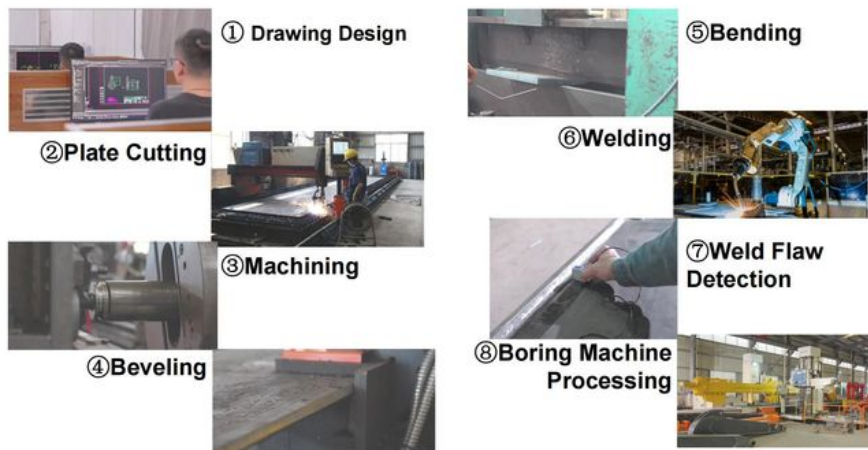 ① Drawing Design
②Plate Cutting
③Machining
④Beveling
⑤Bending
⑥Welding
⑦Weld Flaw
Detection
⑧Boring Machine
Processing